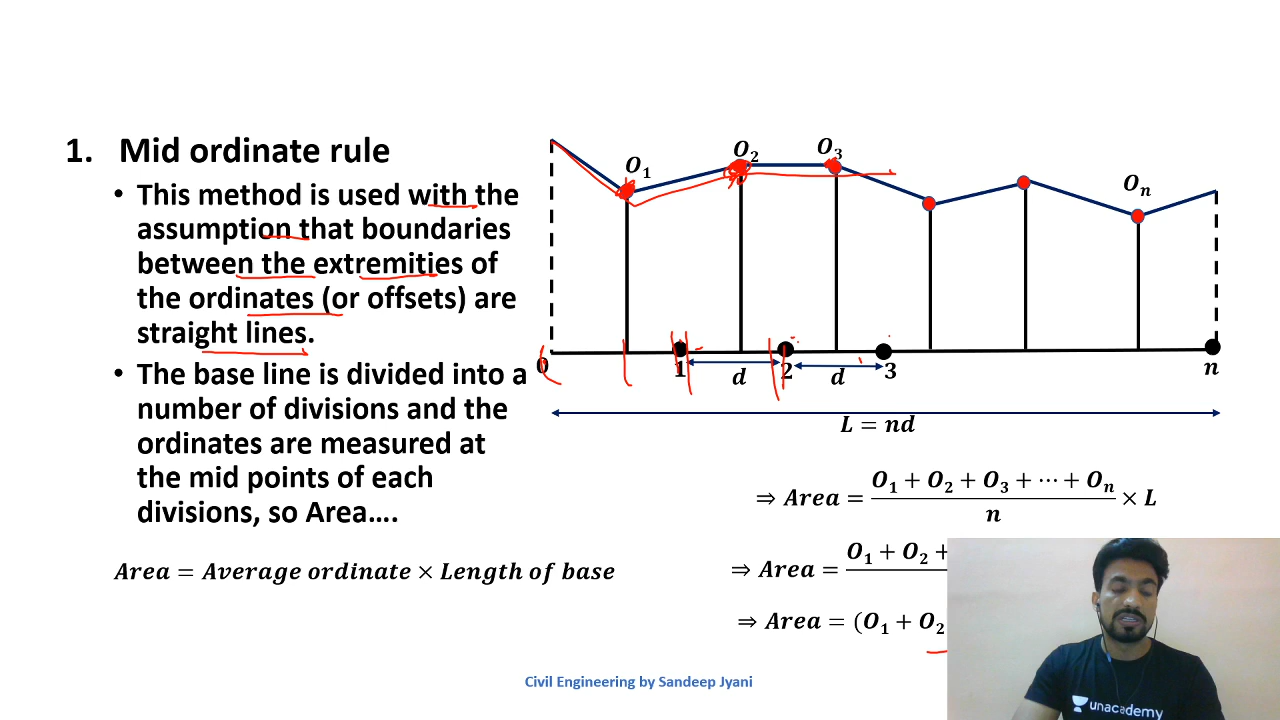 1. Mid ordinate rule
• This method is used with the
assumption that boundaries
between the extremities of
the ordinates (or offsets) are
straight lines.
• The base line is divided into a
number of divisions and the
ordinates are measured at
the mid points of each
divisions, so Area....
Area = Average ordinate × Length of base
O₁
O₂
O₃
Oₙ
0
1
2
3
n
d
d
L = nd
⇒ Area = (O₁ + O₂ + O₃ + ⋯ + Oₙ)/n × L
⇒ Area = O₁ + O₂ +
⇒ Area = (O₁ + O₂
Civil Engineering by Sandeep Jyani
unacademy